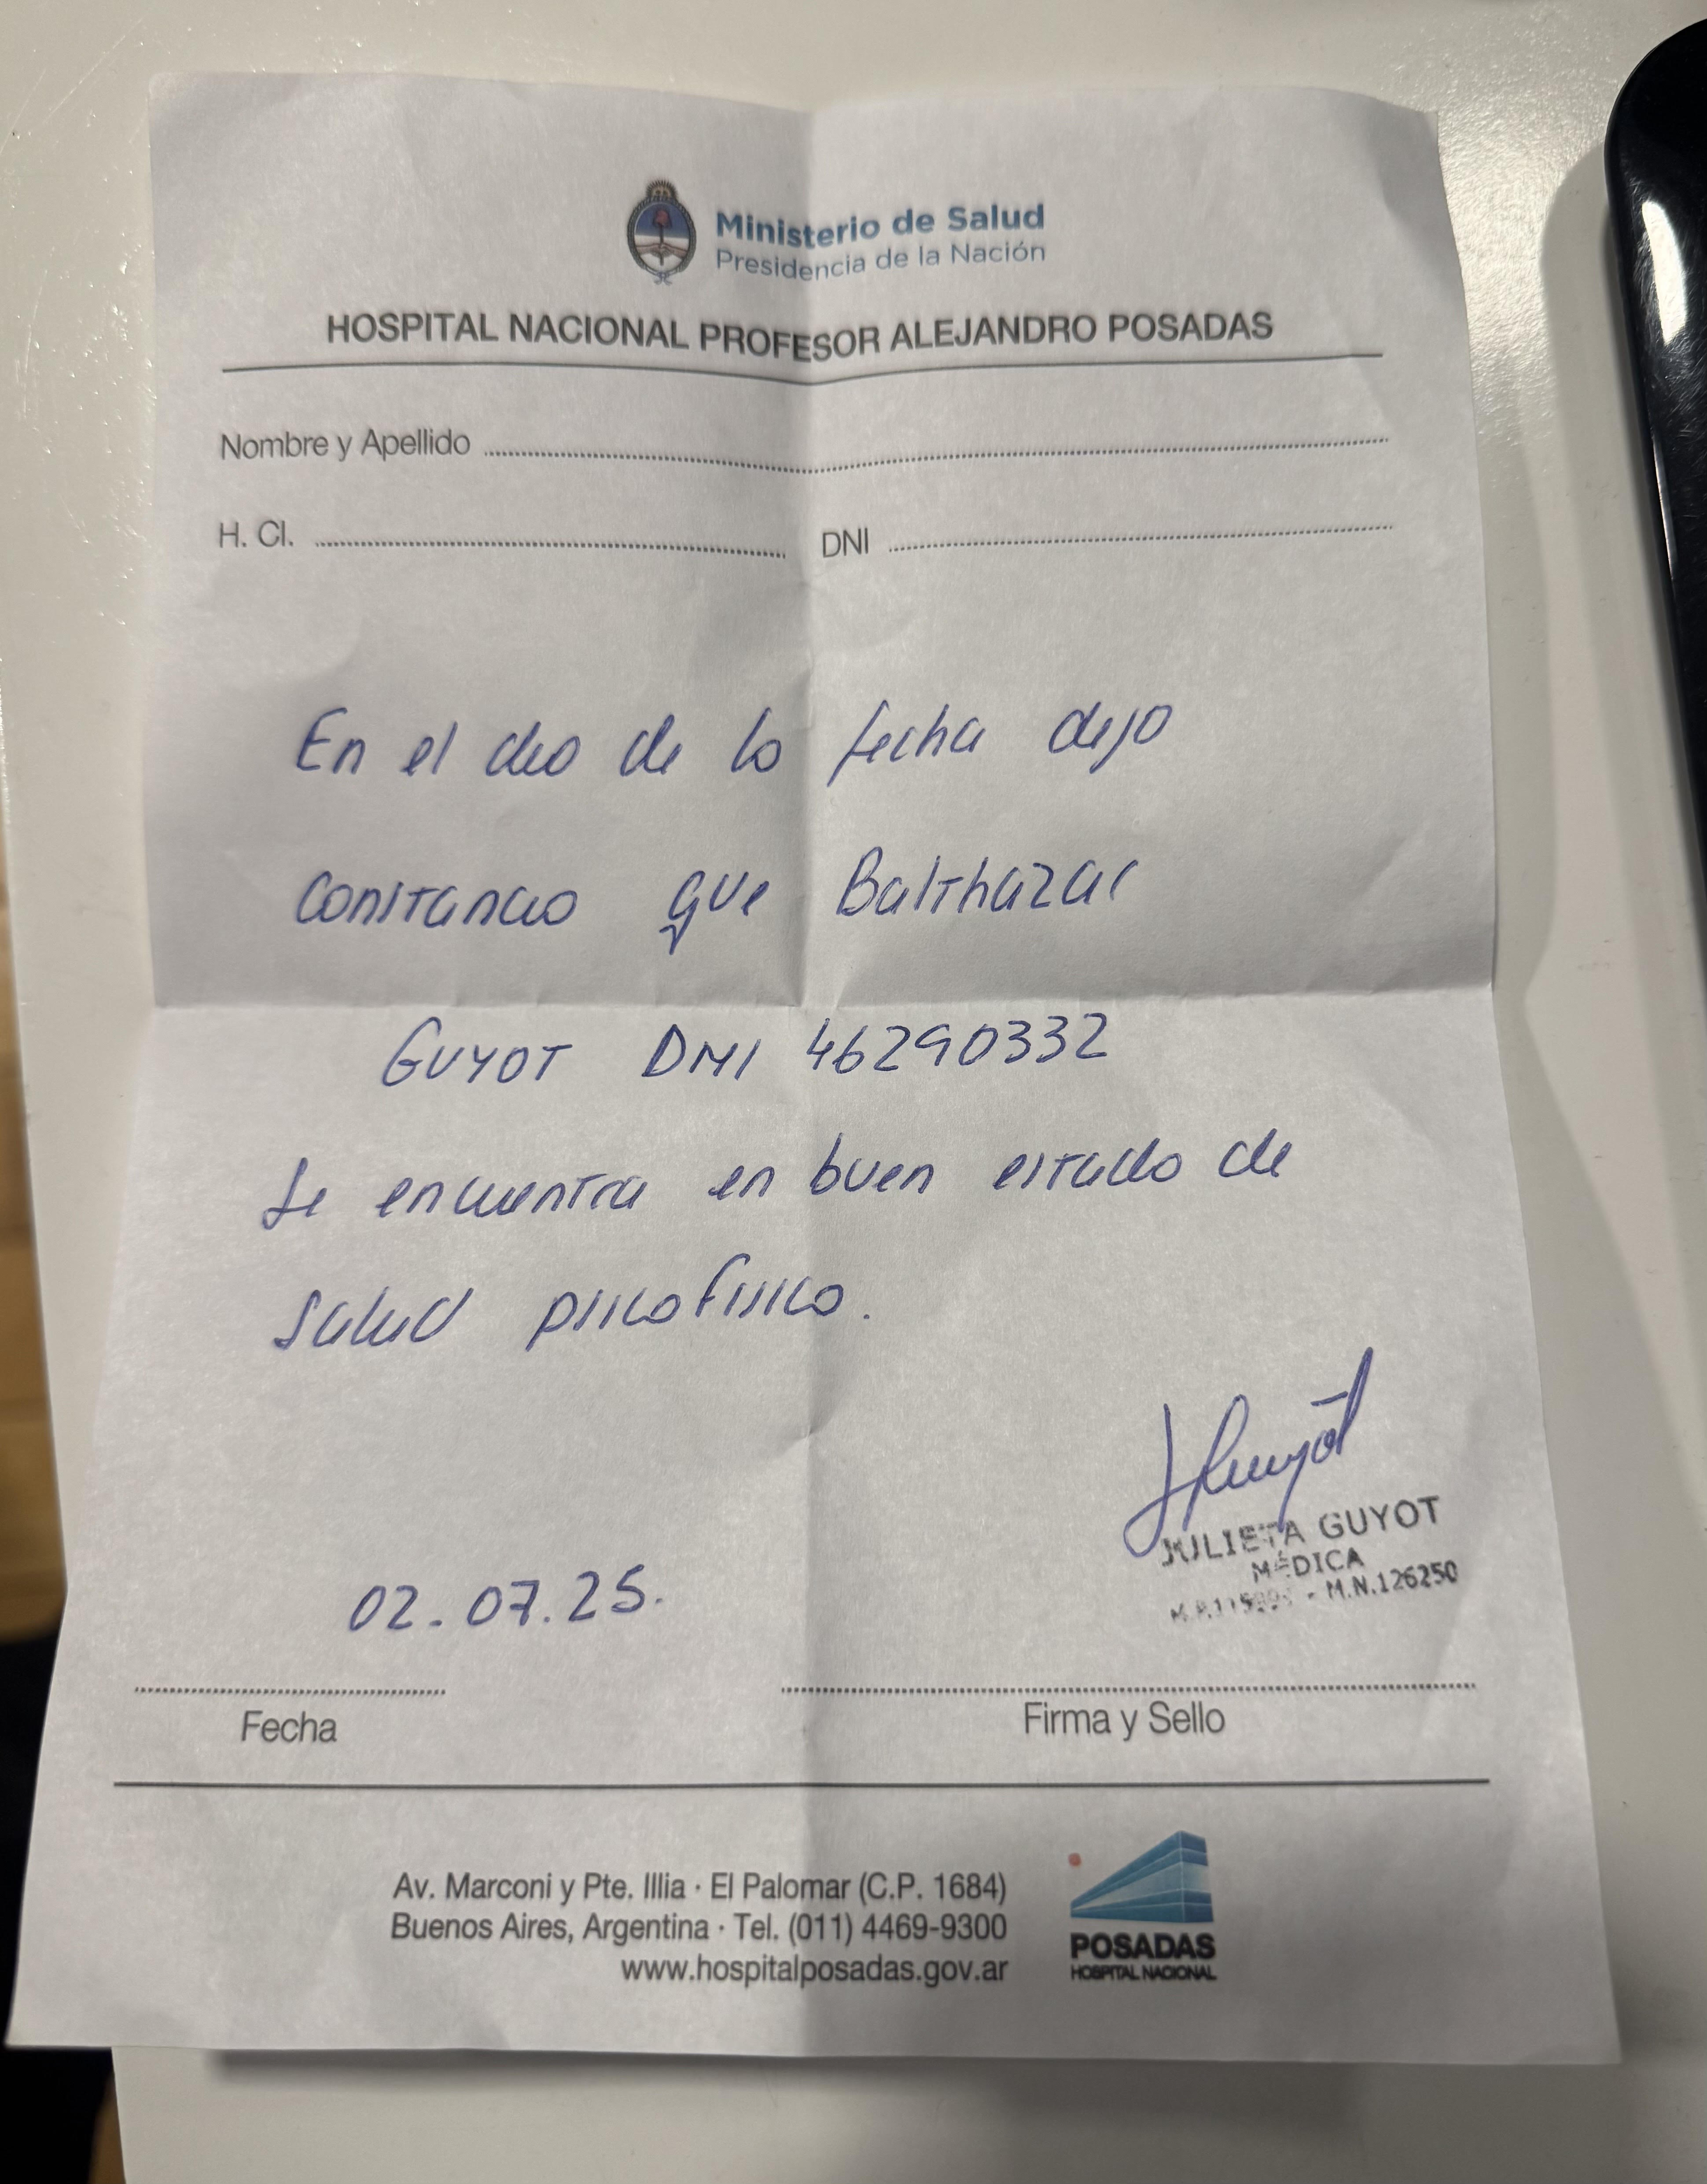 Ministerio de Salud
Presidencia de la Nación
HOSPITAL NACIONAL PROFESOR ALEJANDRO POSADAS
Nombre y Apellido
H. Cl. DNI
En el día de la fecha dejo
constancia que Balthazar
GUYOT DNI 46290332
se encuentra en buen estado de
salud psicofísico.
JULIETA GUYOT
MÉDICA
M.N.126250
02.07.25.
Fecha Firma y Sello
Av. Marconi y Pte. Illia · El Palomar (C.P. 1684)
Buenos Aires, Argentina · Tel. (011) 4469-9300
www.hospitalposadas.gov.ar
POSADAS
HOSPITAL NACIONAL